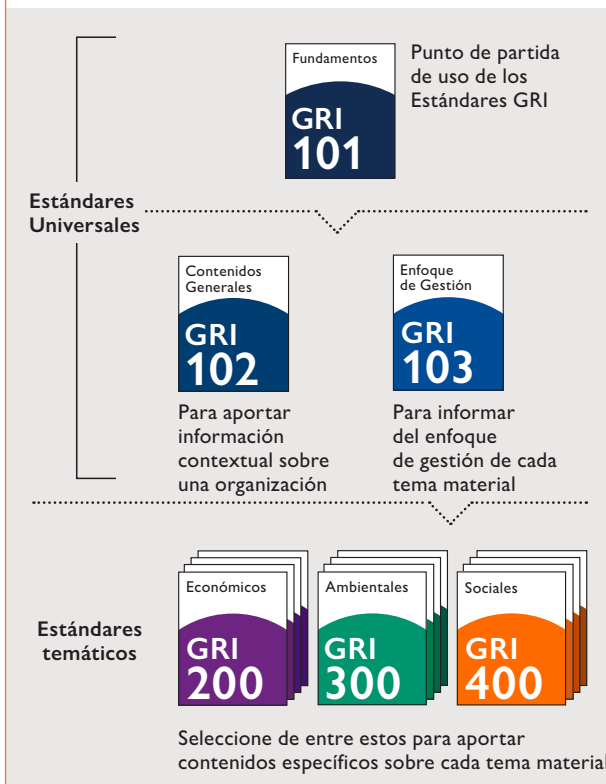 Fundamentos
GRI
101
Punto de partida
de uso de los
Estándares GRI
Estándares
Universales
Contenidos
Generales
GRI
102
Enfoque
de Gestión
GRI
103
Para aportar
información
contextual sobre
una organización
Para informar
del enfoque
de gestión de cada
tema material
Estándares
temáticos
Económicos
GRI
200
Ambientales
GRI
300
Sociales
GRI
400
Seleccione de entre estos para aportar
contenidos específicos sobre cada tema material